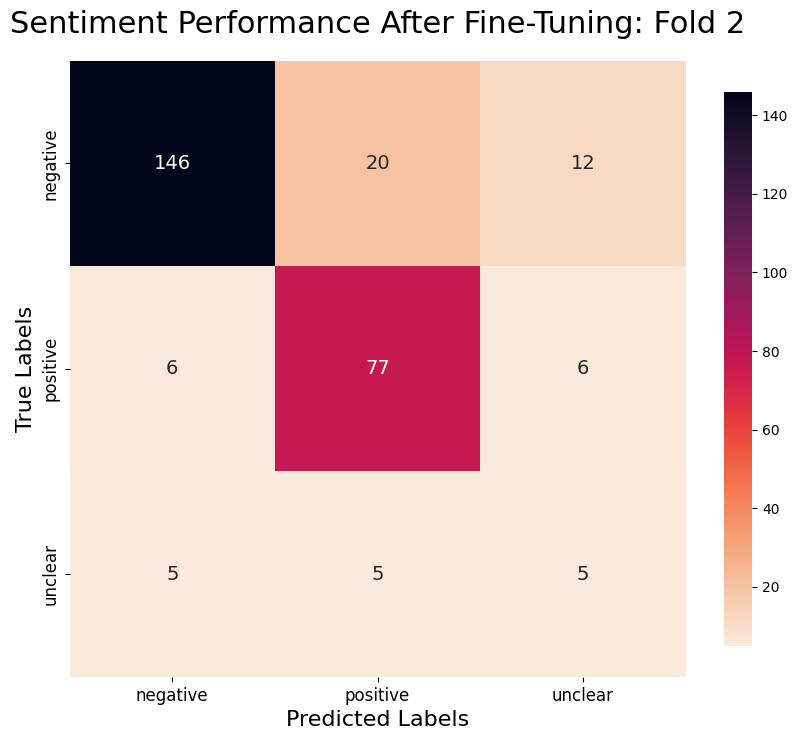 Sentiment Performance After Fine-Tuning: Fold 2
True Labels
negative
146 20 12
positive
6 77 6
unclear
5 5 5
negative positive unclear
Predicted Labels
140
120
100
80
60
40
20